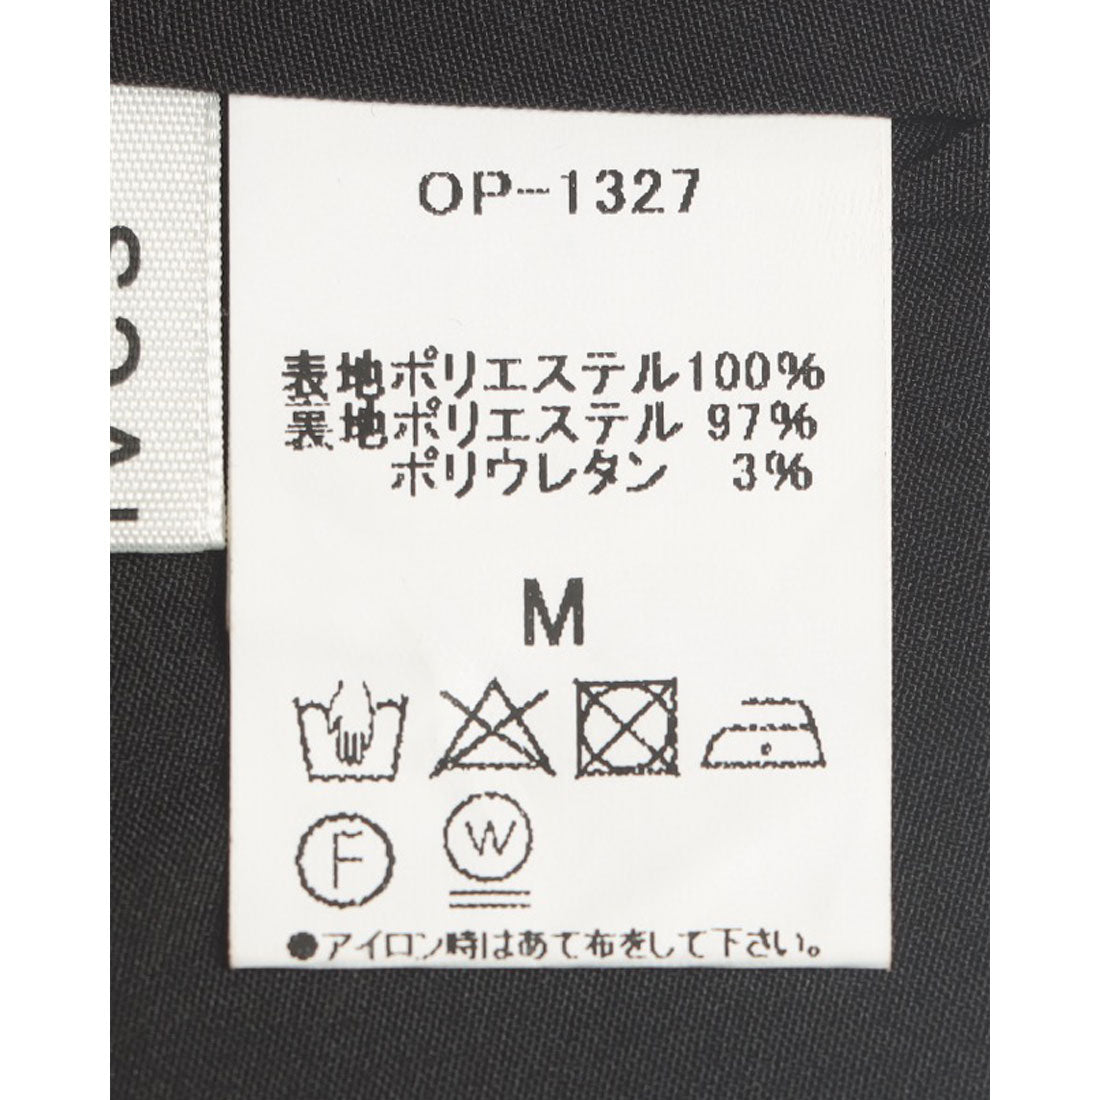 OP-1327
表地ポリエステル100%
裏地ポリエステル 97%
ポリウレタン 3%
M
F
W
●アイロン時はあて布をして下さい。